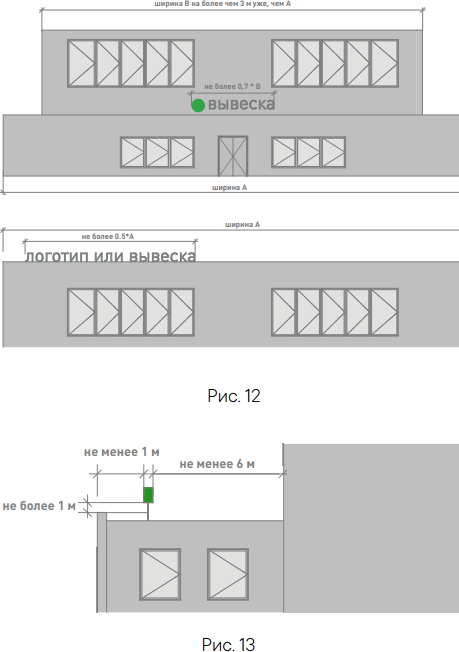 ширина В на более чем 3 м уже, чем А
не более 0,7 * В
вывеска
ширина А
ширина А
не более 0.5*А
логотип или вывеска
Рис. 12
не менее 1 м
не менее 6 м
не более 1 м
Рис. 13